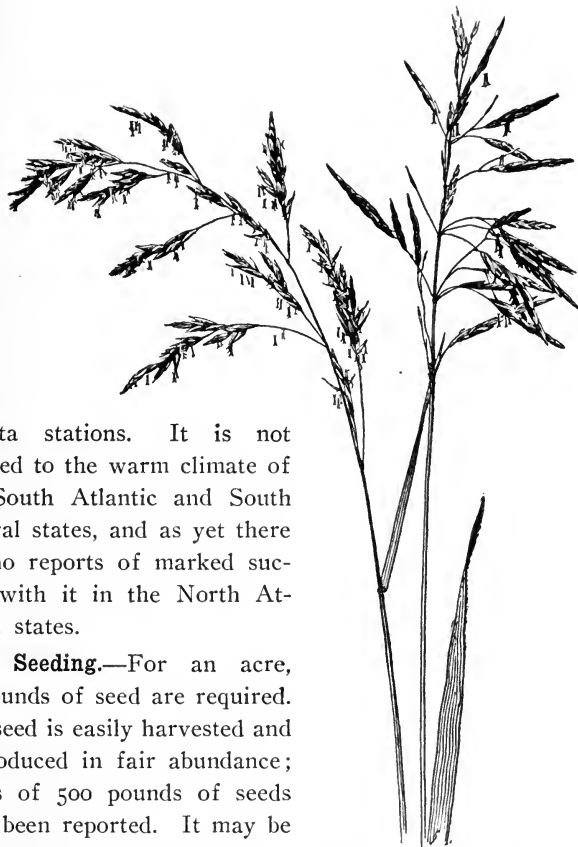 ta stations. It is not
ed to the warm climate of
South Atlantic and South
ral states, and as yet there
no reports of marked suc-
with it in the North At-
states.
Seeding.—For an acre,
ounds of seed are required.
seed is easily harvested and
oduced in fair abundance;
s of 500 pounds of seeds
been reported. It may be